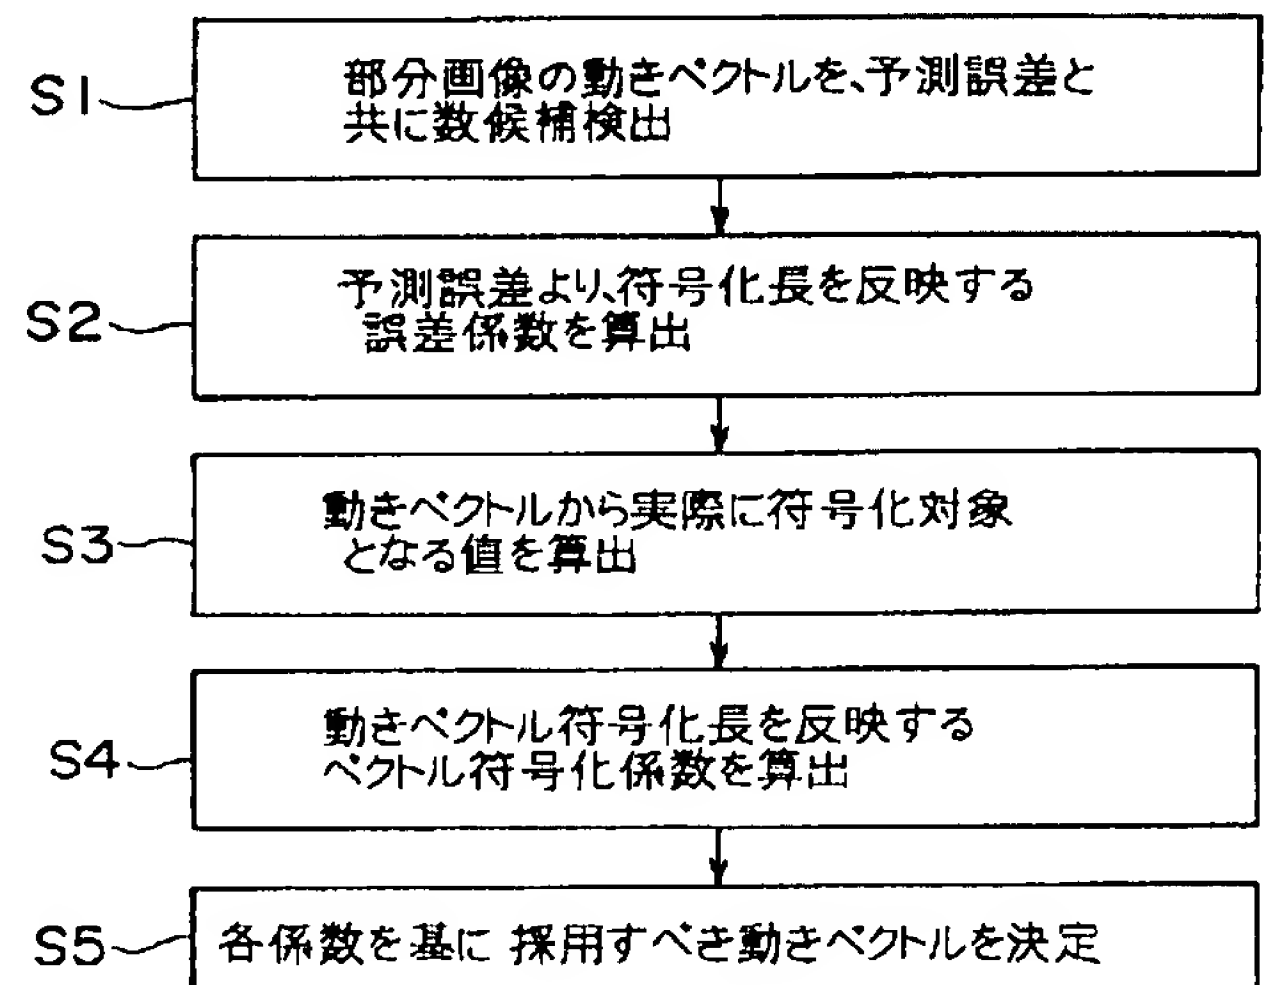 S1
部分画像の動きベクトルを、予測誤差と
共に数候補検出
S2
予測誤差より、符号化長を反映する
誤差係数を算出
S3
動きベクトルから実際に符号化対象
となる値を算出
S4
動きベクトル符号化長を反映する
ベクトル符号化係数を算出
S5
各係数を基に採用すべき動きベクトルを決定